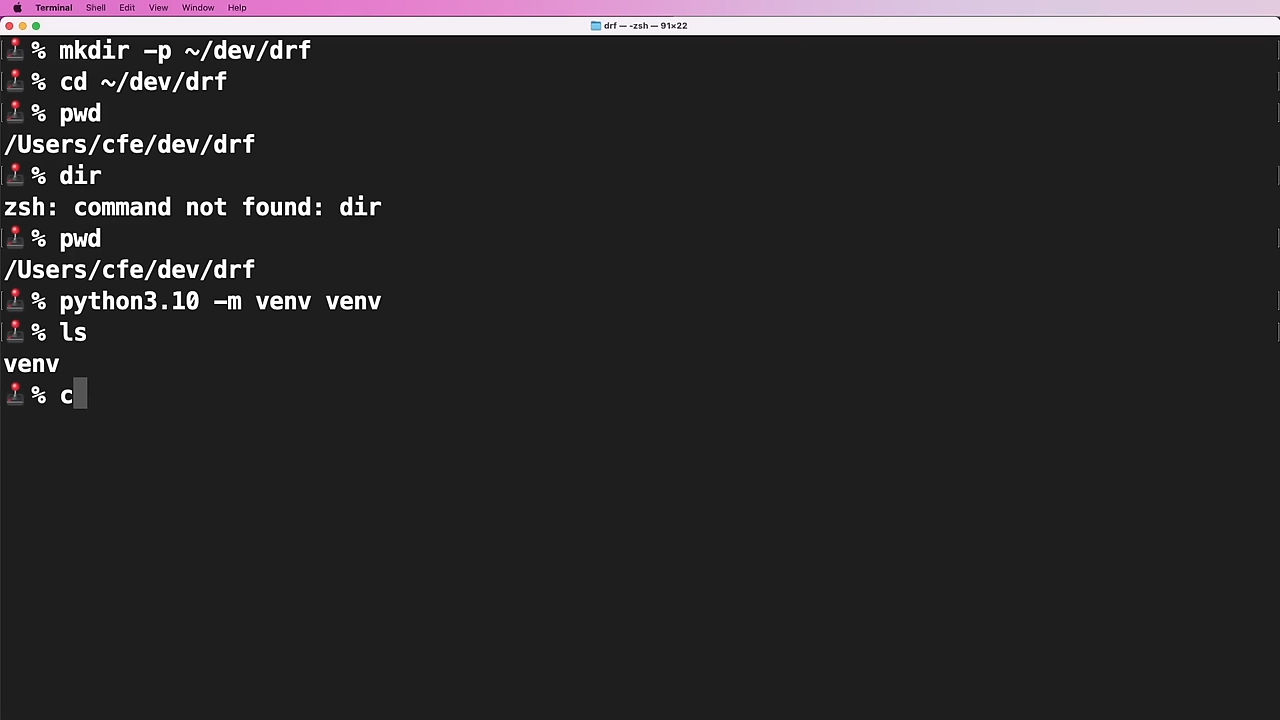 Terminal Shell Edit View Window Help
drf — -zsh — 91×22
% mkdir -p ~/dev/drf
% cd ~/dev/drf
% pwd
/Users/cfe/dev/drf
% dir
zsh: command not found: dir
% pwd
/Users/cfe/dev/drf
% python3.10 -m venv venv
% ls
venv
% c